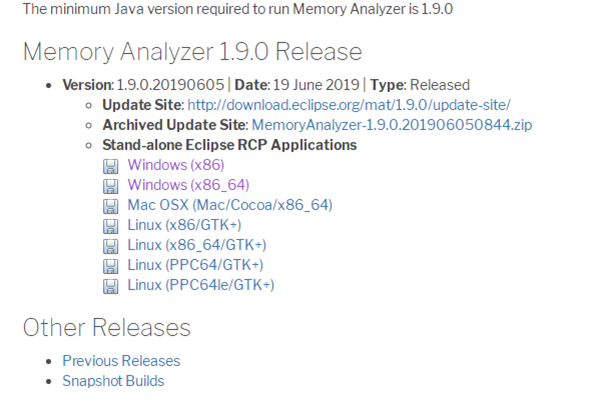 The minimum Java version required to run Memory Analyzer is 1.9.0
Memory Analyzer 1.9.0 Release
Version: 1.9.0.20190605 | Date: 19 June 2019 | Type: Released
Update Site: http://download.eclipse.org/mat/1.9.0/update-site/
Archived Update Site: MemoryAnalyzer-1.9.0.201906050844.zip
Stand-alone Eclipse RCP Applications
Windows (x86)
Windows (x86_64)
Mac OSX (Mac/Cocoa/x86_64)
Linux (x86/GTK+)
Linux (x86_64/GTK+)
Linux (PPC64/GTK+)
Linux (PPC64le/GTK+)
Other Releases
Previous Releases
Snapshot Builds